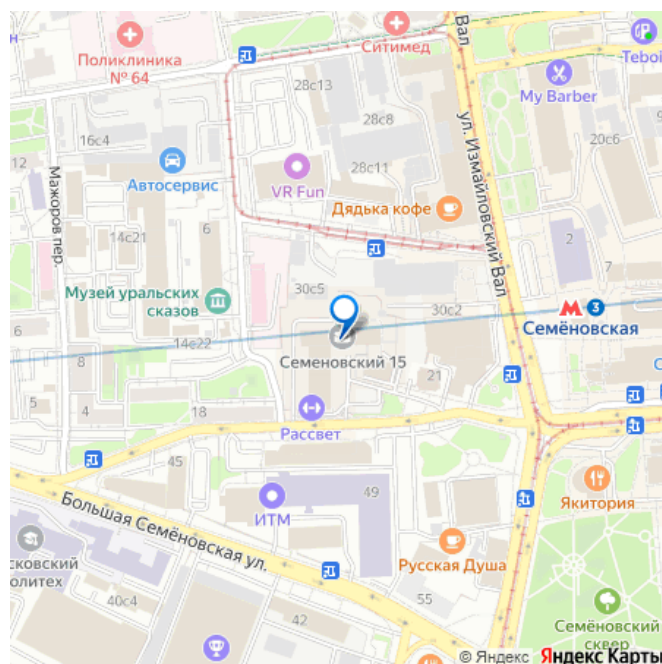 Ситимед
Вал
Поликлиника
№ 64
Teboi
28с13
My Barber
28с8
16с4
20с6
12
Автосервис
28с11
VR Fun
ул. Измайловский Вал
Мажоров пер.
Дядька кофе
6
14с21
2
7
Музей уральских
сказов
30с5
30с2
3
Семёновская
6
14с22
8
Семеновский 15
21
5
18
4
Рассвет
45
49
ИТМ
Якитория
Большая Семёновская ул.
Русская Душа
40с4
55
42
Семёновский
сквер
© Яндекс Яндекс Карты